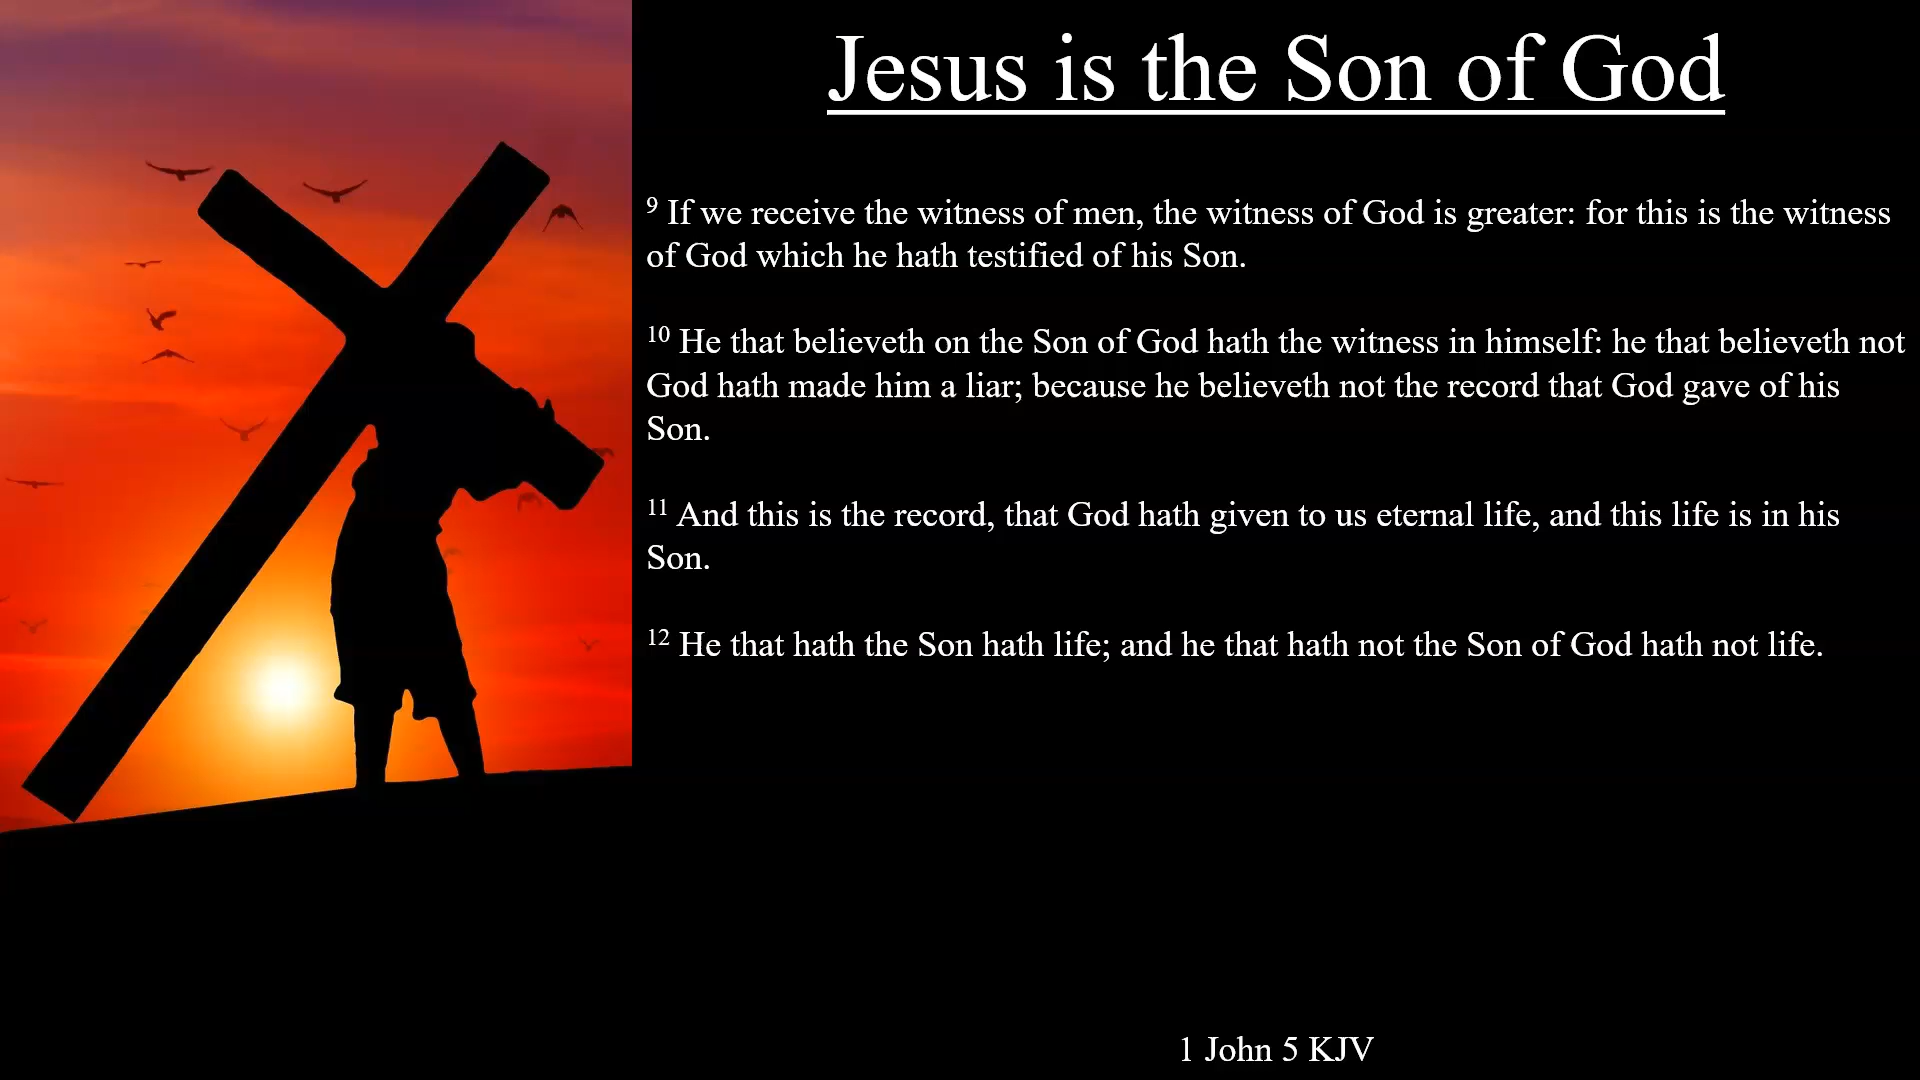 Jesus is the Son of God
9 If we receive the witness of men, the witness of God is greater: for this is the witness
of God which he hath testified of his Son.
10 He that believeth on the Son of God hath the witness in himself: he that believeth not
God hath made him a liar; because he believeth not the record that God gave of his
Son.
11 And this is the record, that God hath given to us eternal life, and this life is in his
Son.
12 He that hath the Son hath life; and he that hath not the Son of God hath not life.
1 John 5 KJV